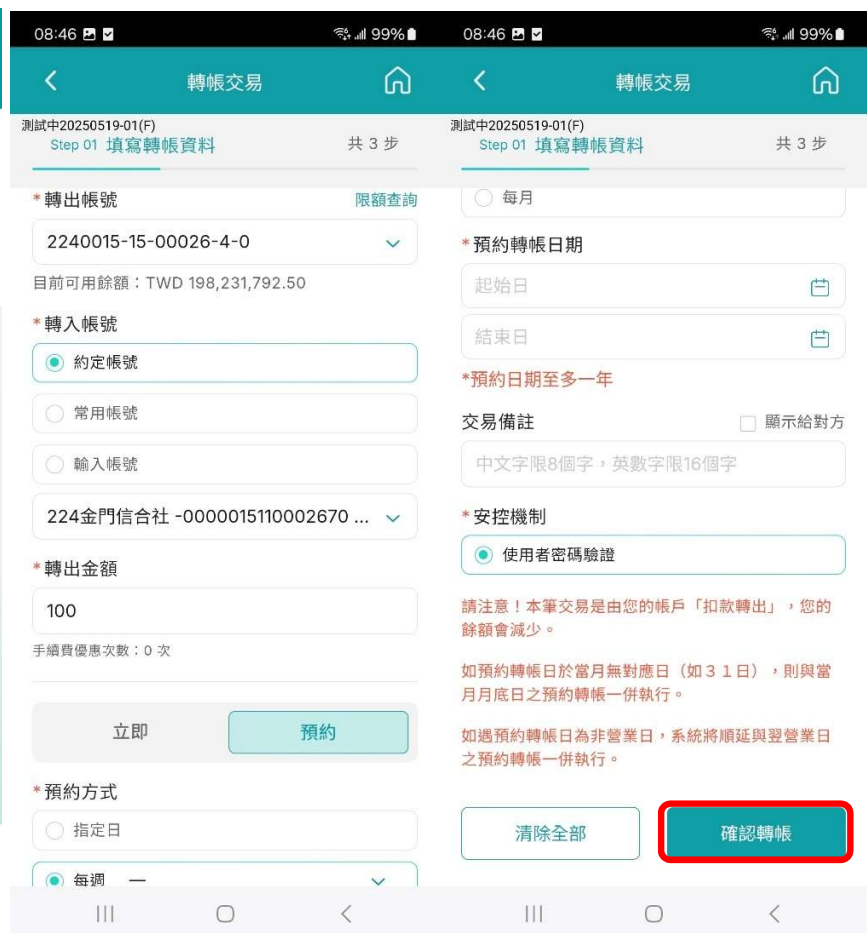 08:46 99%
轉帳交易
測試中20250519-01(F)
Step 01 填寫轉帳資料 共 3 步
*轉出帳號 限額查詢
2240015-15-00026-4-0
目前可用餘額：TWD 198,231,792.50
*轉入帳號
約定帳號
常用帳號
輸入帳號
224金門信合社 -0000015110002670 ...
*轉出金額
100
手續費優惠次數：0 次
立即 預約
*預約方式
指定日
每週 一
08:46 99%
轉帳交易
測試中20250519-01(F)
Step 01 填寫轉帳資料 共 3 步
每月
*預約轉帳日期
起始日
結束日
*預約日期至多一年
交易備註 顯示給對方
中文字限8個字，英數字限16個字
*安控機制
使用者密碼驗證
請注意！本筆交易是由您的帳戶「扣款轉出」，您的
餘額會減少。
如預約轉帳日於當月無對應日（如３１日），則與當
月月底日之預約轉帳一併執行。
如遇預約轉帳日為非營業日，系統將順延與翌營業日
之預約轉帳一併執行。
清除全部 確認轉帳